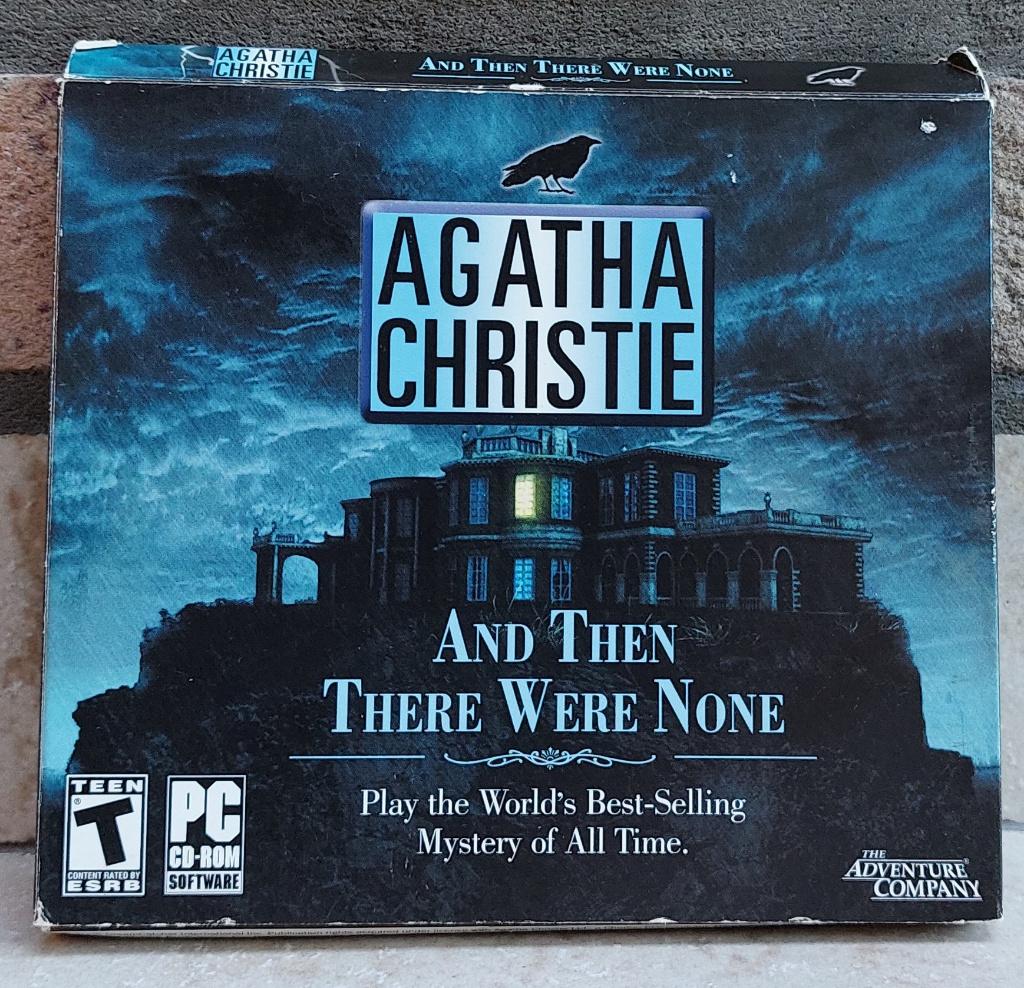 AGATHA
CHRISTIE
AND THEN THERE WERE NONE
AGATHA
CHRISTIE
AND THEN
THERE WERE NONE
Play the World's Best-Selling
Mystery of All Time.
TEEN
®
T
CONTENT RATED BY
ESRB
PC
CD-ROM
SOFTWARE
THE
ADVENTURE®
COMPANY